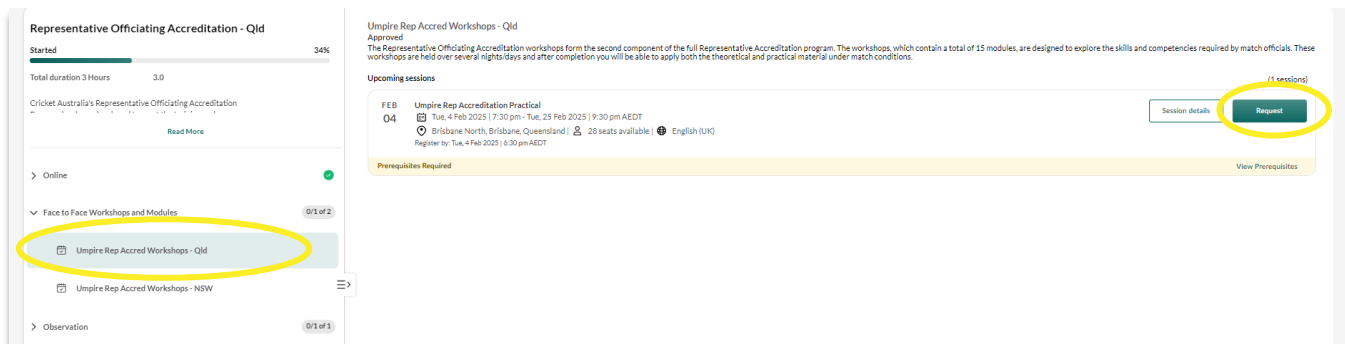 Representative Officiating Accreditation - Qld
Started 34%
Total duration 3 Hours 3.0
Cricket Australia's Representative Officiating Accreditation
Read More
Online
Face to Face Workshops and Modules 0/1 of 2
Umpire Rep Accred Workshops - Qld
Umpire Rep Accred Workshops - NSW
Observation 0/1 of 1
Umpire Rep Accred Workshops - Qld
Approved
The Representative Officiating Accreditation workshops form the second component of the full Representative Accreditation program. The workshops, which contain a total of 15 modules, are designed to explore the skills and competencies required by match officials. These
workshops are held over several nights/days and after completion you will be able to apply both the theoretical and practical material under match conditions.
Upcoming sessions (1 sessions)
FEB
04
Umpire Rep Accreditation Practical
Tue, 4 Feb 2025 | 7:30 pm - Tue, 25 Feb 2025 | 9:30 pm AEDT
Brisbane North, Brisbane, Queensland | 28 seats available | English (UK)
Register by: Tue, 4 Feb 2025 | 6:30 pm AEDT
Session details
Request
Prerequisites Required View Prerequisites